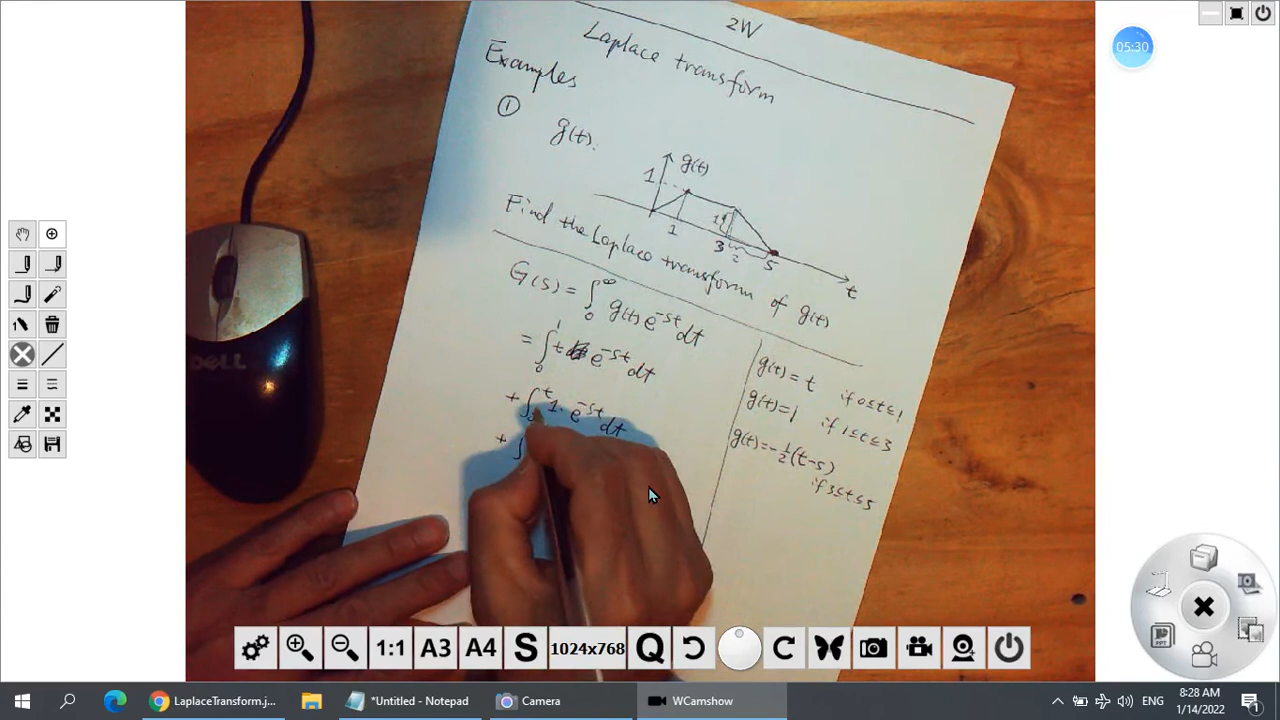 05:30
2W
Laplace transform
Examples
① g(t).
g(t)
1
1
1 3 2 5
t
Find the Laplace transform of g(t)
G(s) = ∫₀^∞ g(t) e^{-st} dt
= ∫₀^1 t e^{-st} dt
+ ∫ 1. e^{-st} dt
+ ∫
g(t) = t if 0≤t≤1
g(t) = 1 if 1≤t≤3
g(t) = -1/2 (t-5)
if 3≤t≤5
DELL
1:1 A3 A4 S 1024x768 Q
PPT
LaplaceTransform.j... *Untitled - Notepad Camera WCamshow
ENG
8:28 AM
1/14/2022
1